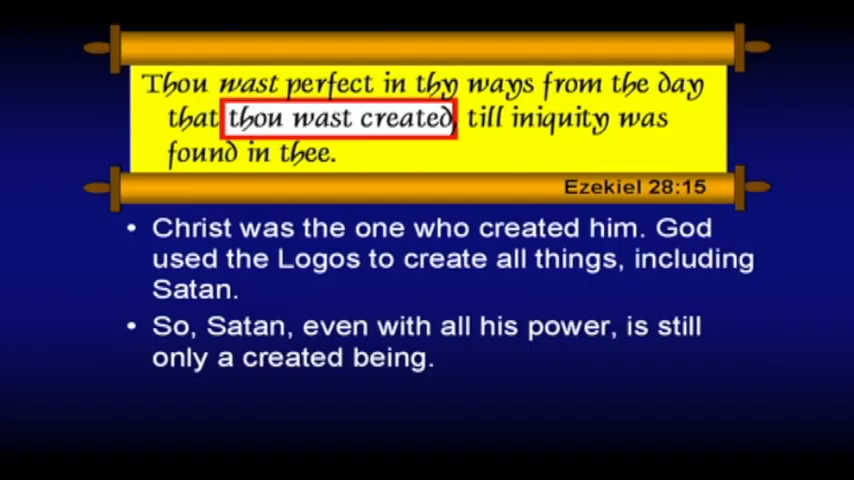 Thou wast perfect in thy ways from the day
that thou wast created, till iniquity was
found in thee.
Ezekiel 28:15
• Christ was the one who created him. God
used the Logos to create all things, including
Satan.
• So, Satan, even with all his power, is still
only a created being.